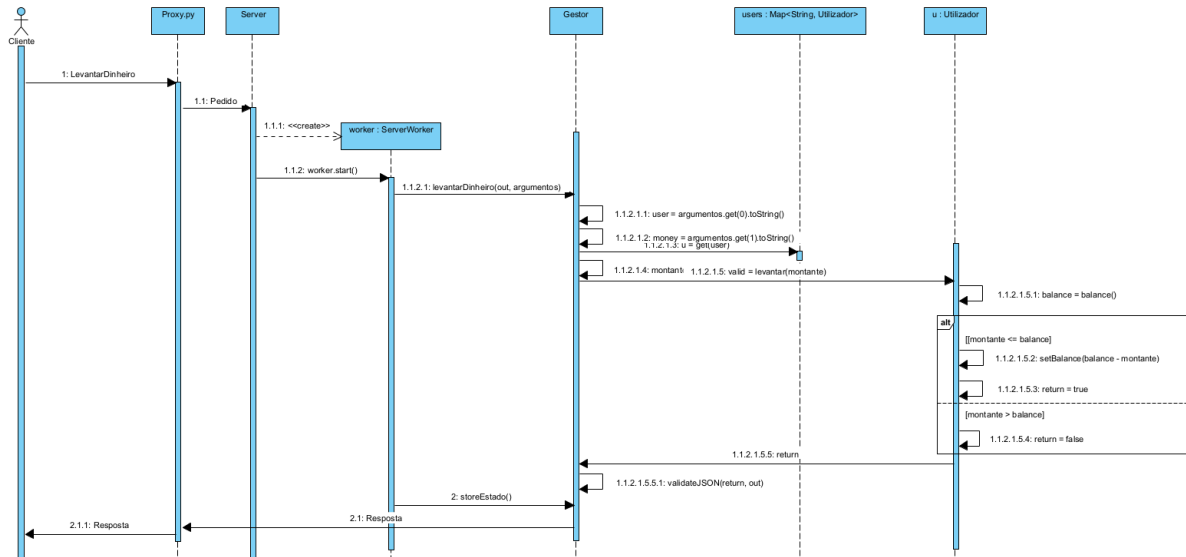 Cliente
Proxy.py
Server
Gestor
users : Map<String, Utilizador>
u : Utilizador
1: LevantarDinheiro
1.1: Pedido
1.1.1: <<create>>
worker : ServerWorker
1.1.2: worker.start()
1.1.2.1: levantarDinheiro(out, argumentos)
1.1.2.1.1: user = argumentos.get(0).toString()
1.1.2.1.2: money = argumentos.get(1).toString()
1.1.2.1.3: u = get(user)
1.1.2.1.4:
1.1.2.1.5: valid = levantar(montante)
1.1.2.1.5.1: balance = balance()
alt
[[montante <= balance]
1.1.2.1.5.2: setBalance(balance - montante)
1.1.2.1.5.3: return = true
[montante > balance]
1.1.2.1.5.4: return = false
1.1.2.1.5.5: return
1.1.2.1.5.5.1: validateJSON(return, out)
2: storeEstado()
2.1: Resposta
2.1.1: Resposta